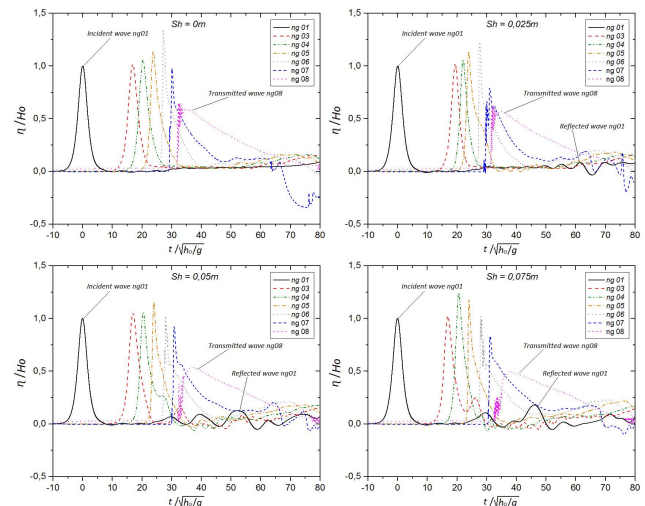 Sh = 0m
Incident wave ng01
Transmitted wave ng08
ng 01
ng 03
ng 04
ng 05
ng 06
ng 07
ng 08
1,5
1,0
0,5
0,0
-0,5
η / Ho
-10 0 10 20 30 40 50 60 70 80
t /√h₀/g
Sh = 0,025m
Incident wave ng01
Transmitted wave ng08
Reflected wave ng01
ng 01
ng 03
ng 04
ng 05
ng 06
ng 07
ng 08
1,5
1,0
0,5
0,0
-0,5
η / Ho
-10 0 10 20 30 40 50 60 70 80
t /√h₀/g
Sh = 0,05m
Incident wave ng01
Transmitted wave ng08
Reflected wave ng01
ng 01
ng 03
ng 04
ng 05
ng 06
ng 07
ng 08
1,5
1,0
0,5
0,0
-0,5
η / Ho
-10 0 10 20 30 40 50 60 70 80
t /√h₀/g
Sh = 0,075m
Incident wave ng01
Transmitted wave ng08
Reflected wave ng01
ng 01
ng 03
ng 04
ng 05
ng 06
ng 07
ng 08
1,5
1,0
0,5
0,0
-0,5
η / Ho
-10 0 10 20 30 40 50 60 70 80
t /√h₀/g